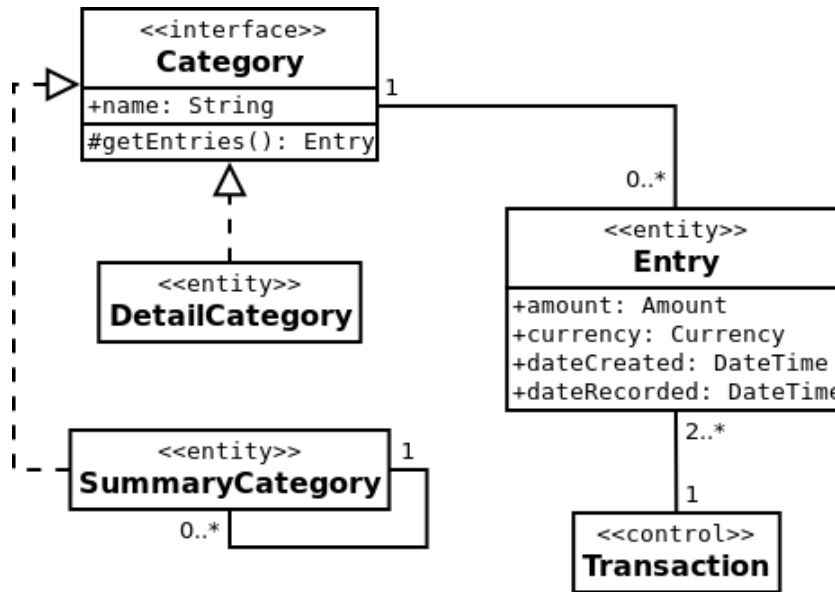 <<interface>>
Category
+name: String
#getEntries(): Entry
1
0..*
<<entity>>
DetailCategory
<<entity>>
Entry
+amount: Amount
+currency: Currency
+dateCreated: DateTime
+dateRecorded: DateTime
<<entity>>
SummaryCategory
1
0..*
2..*
1
<<control>>
Transaction